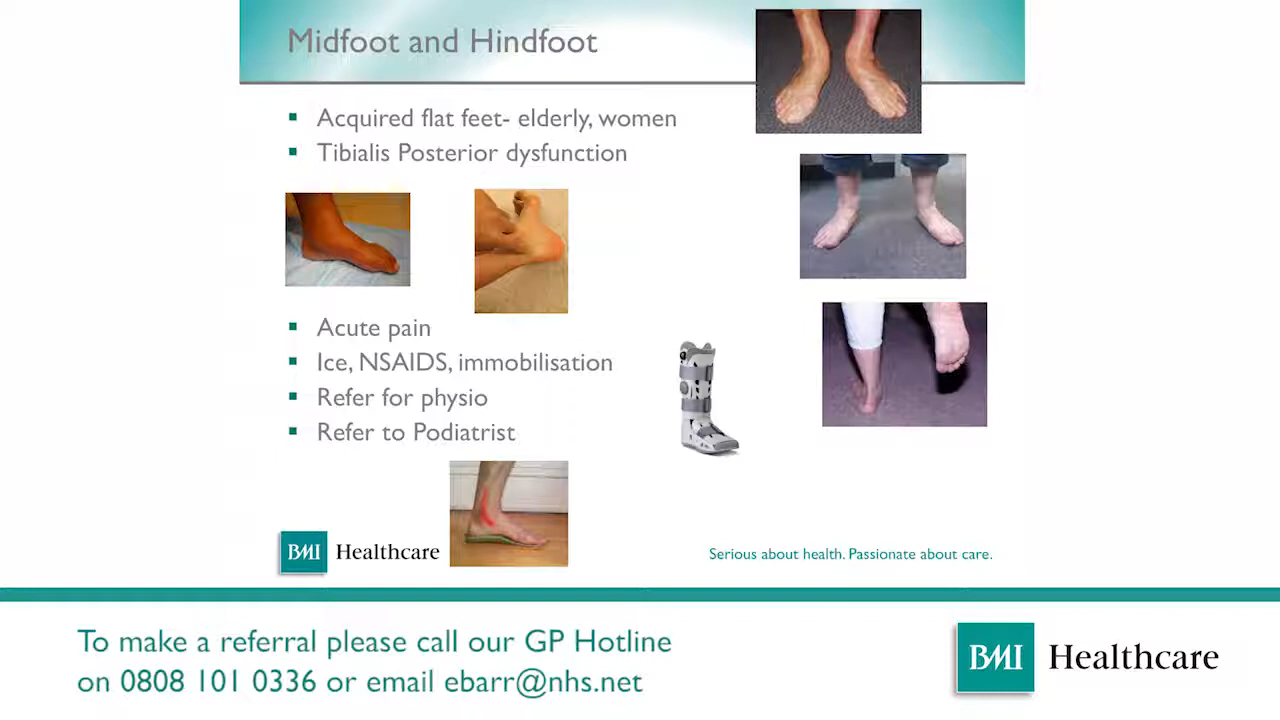 Midfoot and Hindfoot
Acquired flat feet- elderly, women
Tibialis Posterior dysfunction
Acute pain
Ice, NSAIDS, immobilisation
Refer for physio
Refer to Podiatrist
BMI Healthcare
Serious about health. Passionate about care.
To make a referral please call our GP Hotline
on 0808 101 0336 or email ebarr@nhs.net
BMI Healthcare